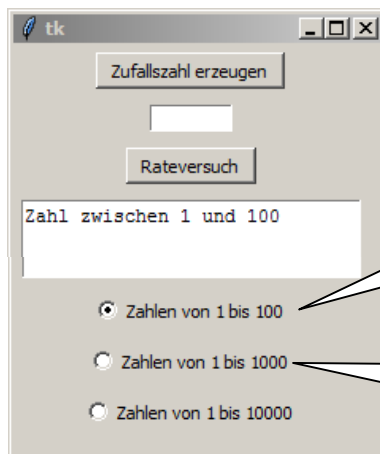 tk
Zufallszahl erzeugen
Rateversuch
Zahl zwischen 1 und 100
Zahlen von 1 bis 100
Zahlen von 1 bis 1000
Zahlen von 1 bis 10000